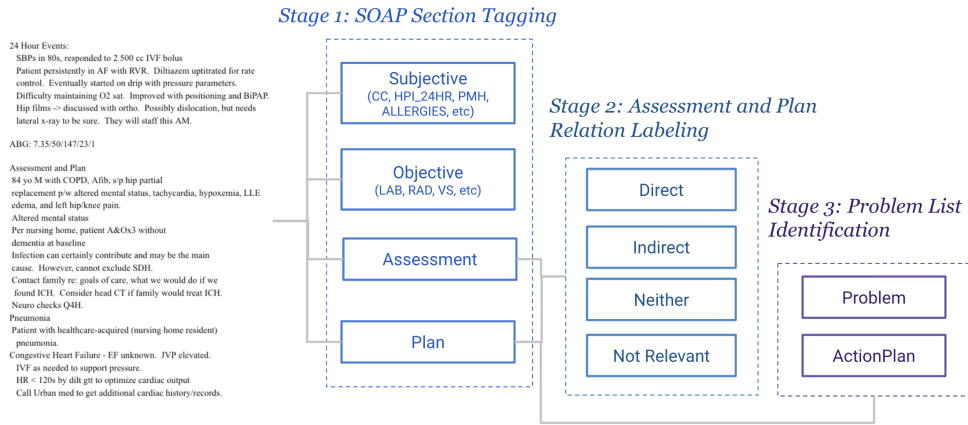 Stage 1: SOAP Section Tagging
24 Hour Events:
SBPs in 80s, responded to 2 500 cc IVF bolus
Patient persistently in AF with RVR. Diltiazem uptitrated for rate
control. Eventually started on drip with pressure parameters.
Difficulty maintaining O2 sat. Improved with positioning and BiPAP.
Hip films -> discussed with ortho. Possibly dislocation, but needs
lateral x-ray to be sure. They will staff this AM.
ABG: 7.35/50/147/23/1
Assessment and Plan
84 yo M with COPD, Afib, s/p hip partial
replacement p/w altered mental status, tachycardia, hypoxemia, LLE
edema, and left hip/knee pain.
Altered mental status
Per nursing home, patient A&Ox3 without
dementia at baseline
Infection can certainly contribute and may be the main
cause. However, cannot exclude SDH.
Contact family re: goals of care, what we would do if we
found ICH. Consider head CT if family would treat ICH.
Neuro checks Q4H.
Pneumonia
Patient with healthcare-acquired (nursing home resident)
pneumonia.
Congestive Heart Failure - EF unknown. JVP elevated.
IVF as needed to support pressure.
HR < 120s by dilt gtt to optimize cardiac output
Call Urban med to get additional cardiac history/records.
Subjective
(CC, HPI_24HR, PMH,
ALLERGIES, etc)
Objective
(LAB, RAD, VS, etc)
Assessment
Plan
Stage 2: Assessment and Plan
Relation Labeling
Direct
Indirect
Neither
Not Relevant
Stage 3: Problem List
Identification
Problem
ActionPlan